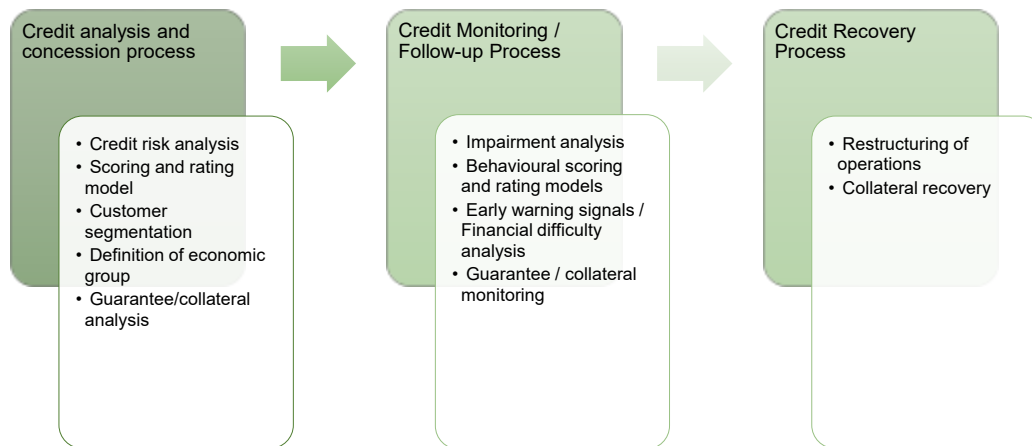 Credit analysis and
concession process
• Credit risk analysis
• Scoring and rating
model
• Customer
segmentation
• Definition of economic
group
• Guarantee/collateral
analysis
Credit Monitoring /
Follow-up Process
• Impairment analysis
• Behavioural scoring
and rating models
• Early warning signals /
Financial difficulty
analysis
• Guarantee / collateral
monitoring
Credit Recovery
Process
• Restructuring of
operations
• Collateral recovery